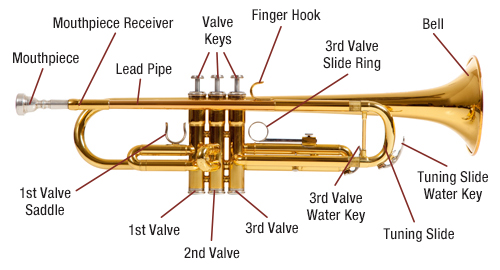 Mouthpiece Receiver
Valve
Keys
Finger Hook
Bell
Mouthpiece
Lead Pipe
3rd Valve
Slide Ring
1st Valve
Saddle
1st Valve
2nd Valve
3rd Valve
3rd Valve
Water Key
Tuning Slide
Water Key
Tuning Slide